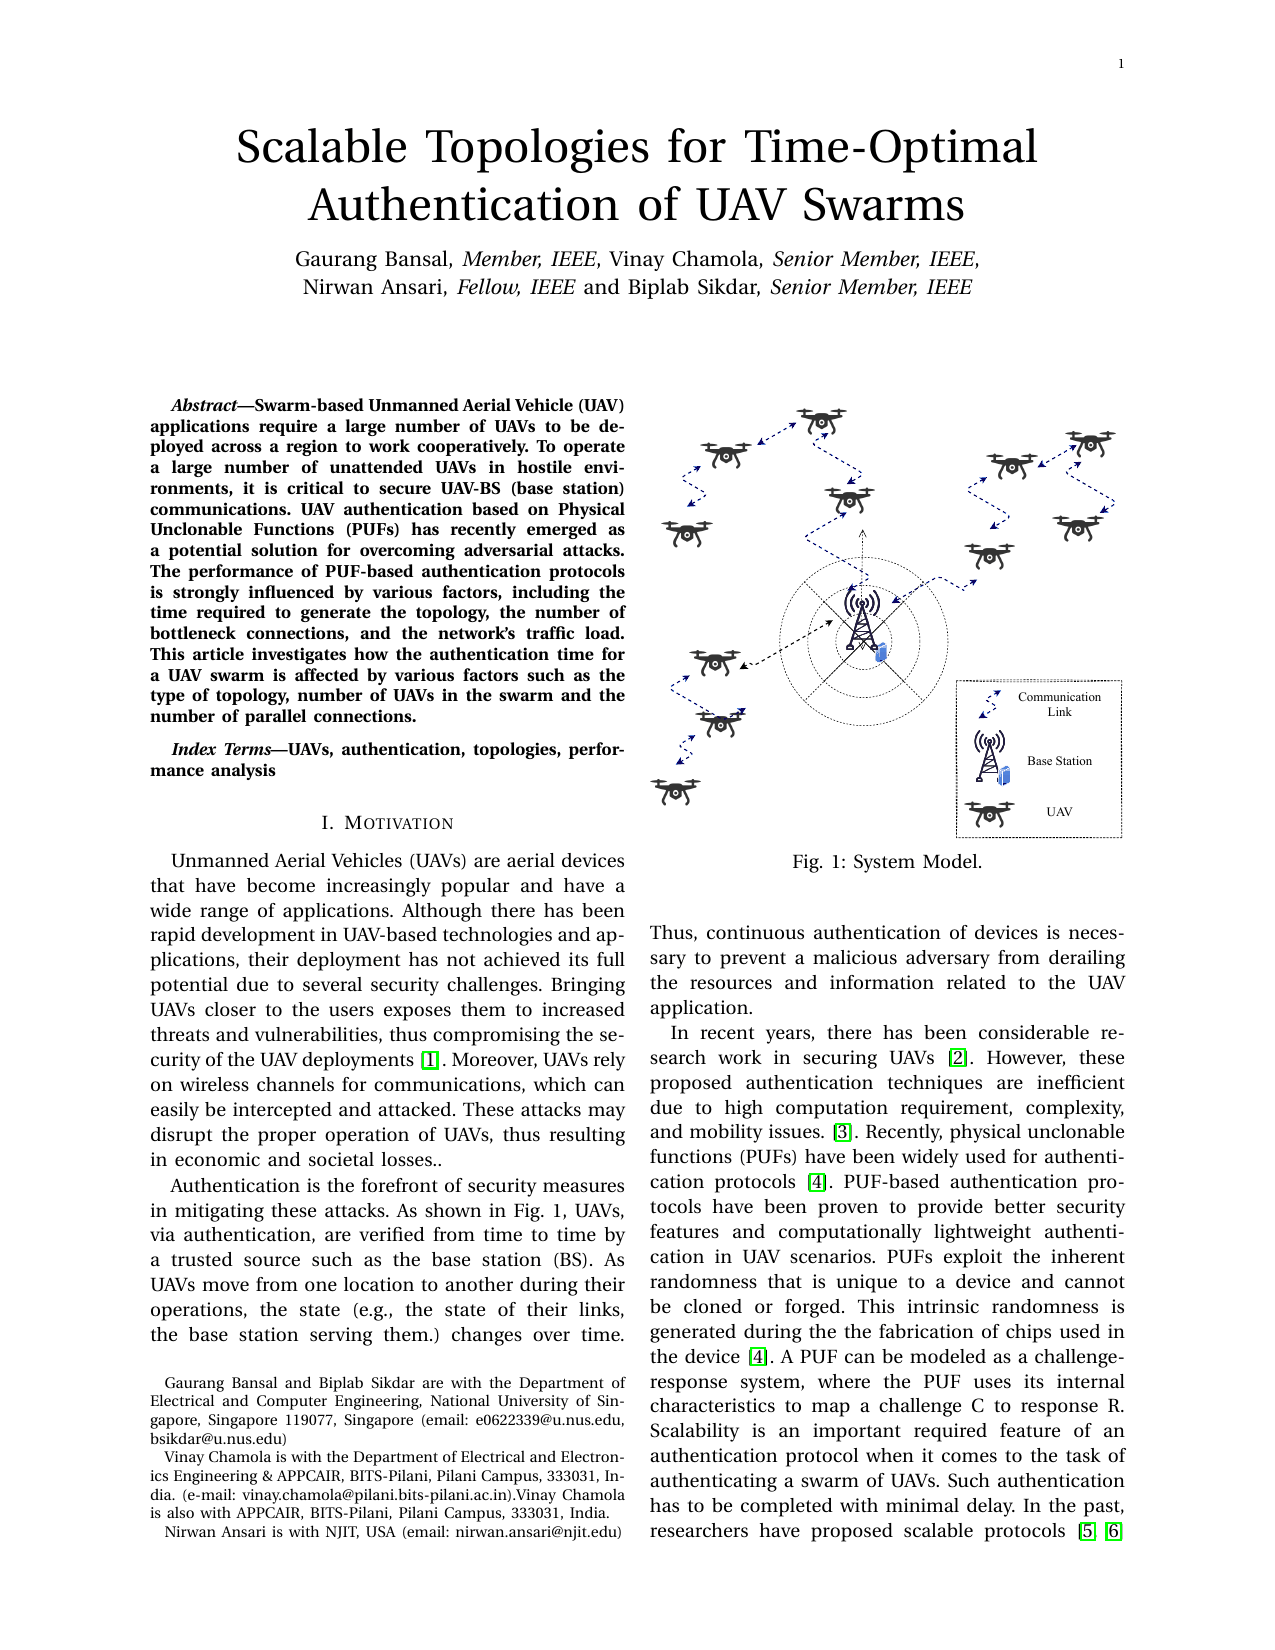 1
Scalable Topologies for Time-Optimal
Authentication of UAV Swarms
Gaurang Bansal, Member, IEEE, Vinay Chamola, Senior Member, IEEE,
Nirwan Ansari, Fellow, IEEE and Biplab Sikdar, Senior Member, IEEE
Abstract—Swarm-based Unmanned Aerial Vehicle (UAV)
applications require a large number of UAVs to be de-
ployed across a region to work cooperatively. To operate
a large number of unattended UAVs in hostile envi-
ronments, it is critical to secure UAV-BS (base station)
communications. UAV authentication based on Physical
Unclonable Functions (PUFs) has recently emerged as
a potential solution for overcoming adversarial attacks.
The performance of PUF-based authentication protocols
is strongly influenced by various factors, including the
time required to generate the topology, the number of
bottleneck connections, and the network's traffic load.
This article investigates how the authentication time for
a UAV swarm is affected by various factors such as the
type of topology, number of UAVs in the swarm and the
number of parallel connections.
Index Terms—UAVs, authentication, topologies, perfor-
mance analysis
I. MOTIVATION
Unmanned Aerial Vehicles (UAVs) are aerial devices
that have become increasingly popular and have a
wide range of applications. Although there has been
rapid development in UAV-based technologies and ap-
plications, their deployment has not achieved its full
potential due to several security challenges. Bringing
UAVs closer to the users exposes them to increased
threats and vulnerabilities, thus compromising the se-
curity of the UAV deployments [1]. Moreover, UAVs rely
on wireless channels for communications, which can
easily be intercepted and attacked. These attacks may
disrupt the proper operation of UAVs, thus resulting
in economic and societal losses..
Authentication is the forefront of security measures
in mitigating these attacks. As shown in Fig. 1, UAVs,
via authentication, are verified from time to time by
a trusted source such as the base station (BS). As
UAVs move from one location to another during their
operations, the state (e.g., the state of their links,
the base station serving them.) changes over time.
Gaurang Bansal and Biplab Sikdar are with the Department of
Electrical and Computer Engineering, National University of Sin-
gapore, Singapore 119077, Singapore (email: e0622339@u.nus.edu,
bsikdar@u.nus.edu)
Vinay Chamola is with the Department of Electrical and Electron-
ics Engineering & APPCAIR, BITS-Pilani, Pilani Campus, 333031, In-
dia. (e-mail: vinay.chamola@pilani.bits-pilani.ac.in).Vinay Chamola
is also with APPCAIR, BITS-Pilani, Pilani Campus, 333031, India.
Nirwan Ansari is with NJIT, USA (email: nirwan.ansari@njit.edu)
Communication
Link
Base Station
UAV
Fig. 1: System Model.
Thus, continuous authentication of devices is neces-
sary to prevent a malicious adversary from derailing
the resources and information related to the UAV
application.
In recent years, there has been considerable re-
search work in securing UAVs [2]. However, these
proposed authentication techniques are inefficient
due to high computation requirement, complexity,
and mobility issues. [3]. Recently, physical unclonable
functions (PUFs) have been widely used for authenti-
cation protocols [4]. PUF-based authentication pro-
tocols have been proven to provide better security
features and computationally lightweight authenti-
cation in UAV scenarios. PUFs exploit the inherent
randomness that is unique to a device and cannot
be cloned or forged. This intrinsic randomness is
generated during the the fabrication of chips used in
the device [4]. A PUF can be modeled as a challenge-
response system, where the PUF uses its internal
characteristics to map a challenge C to response R.
Scalability is an important required feature of an
authentication protocol when it comes to the task of
authenticating a swarm of UAVs. Such authentication
has to be completed with minimal delay. In the past,
researchers have proposed scalable protocols [5, 6]